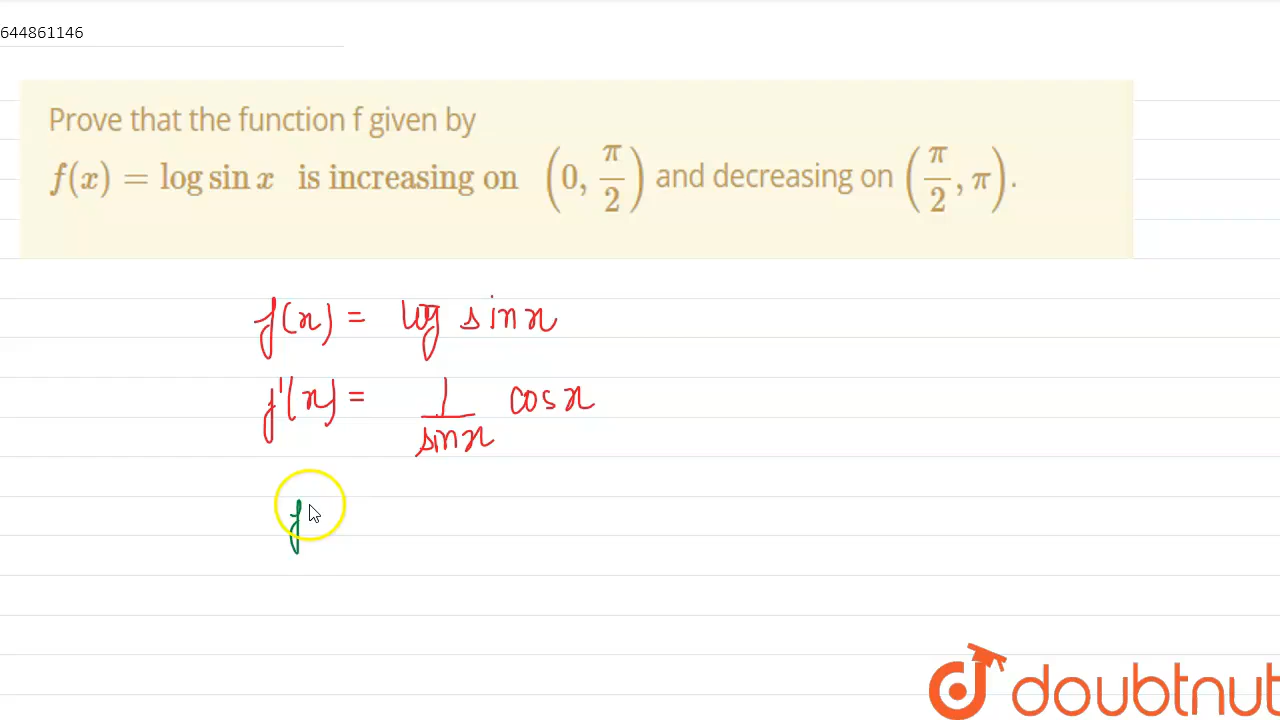 644861146
Prove that the function f given by
f(x) = log sin x is increasing on (0, π/2) and decreasing on (π/2, π).
f(x) = log sin x
f'(x) = 1/sin x cos x
f
doubtnut